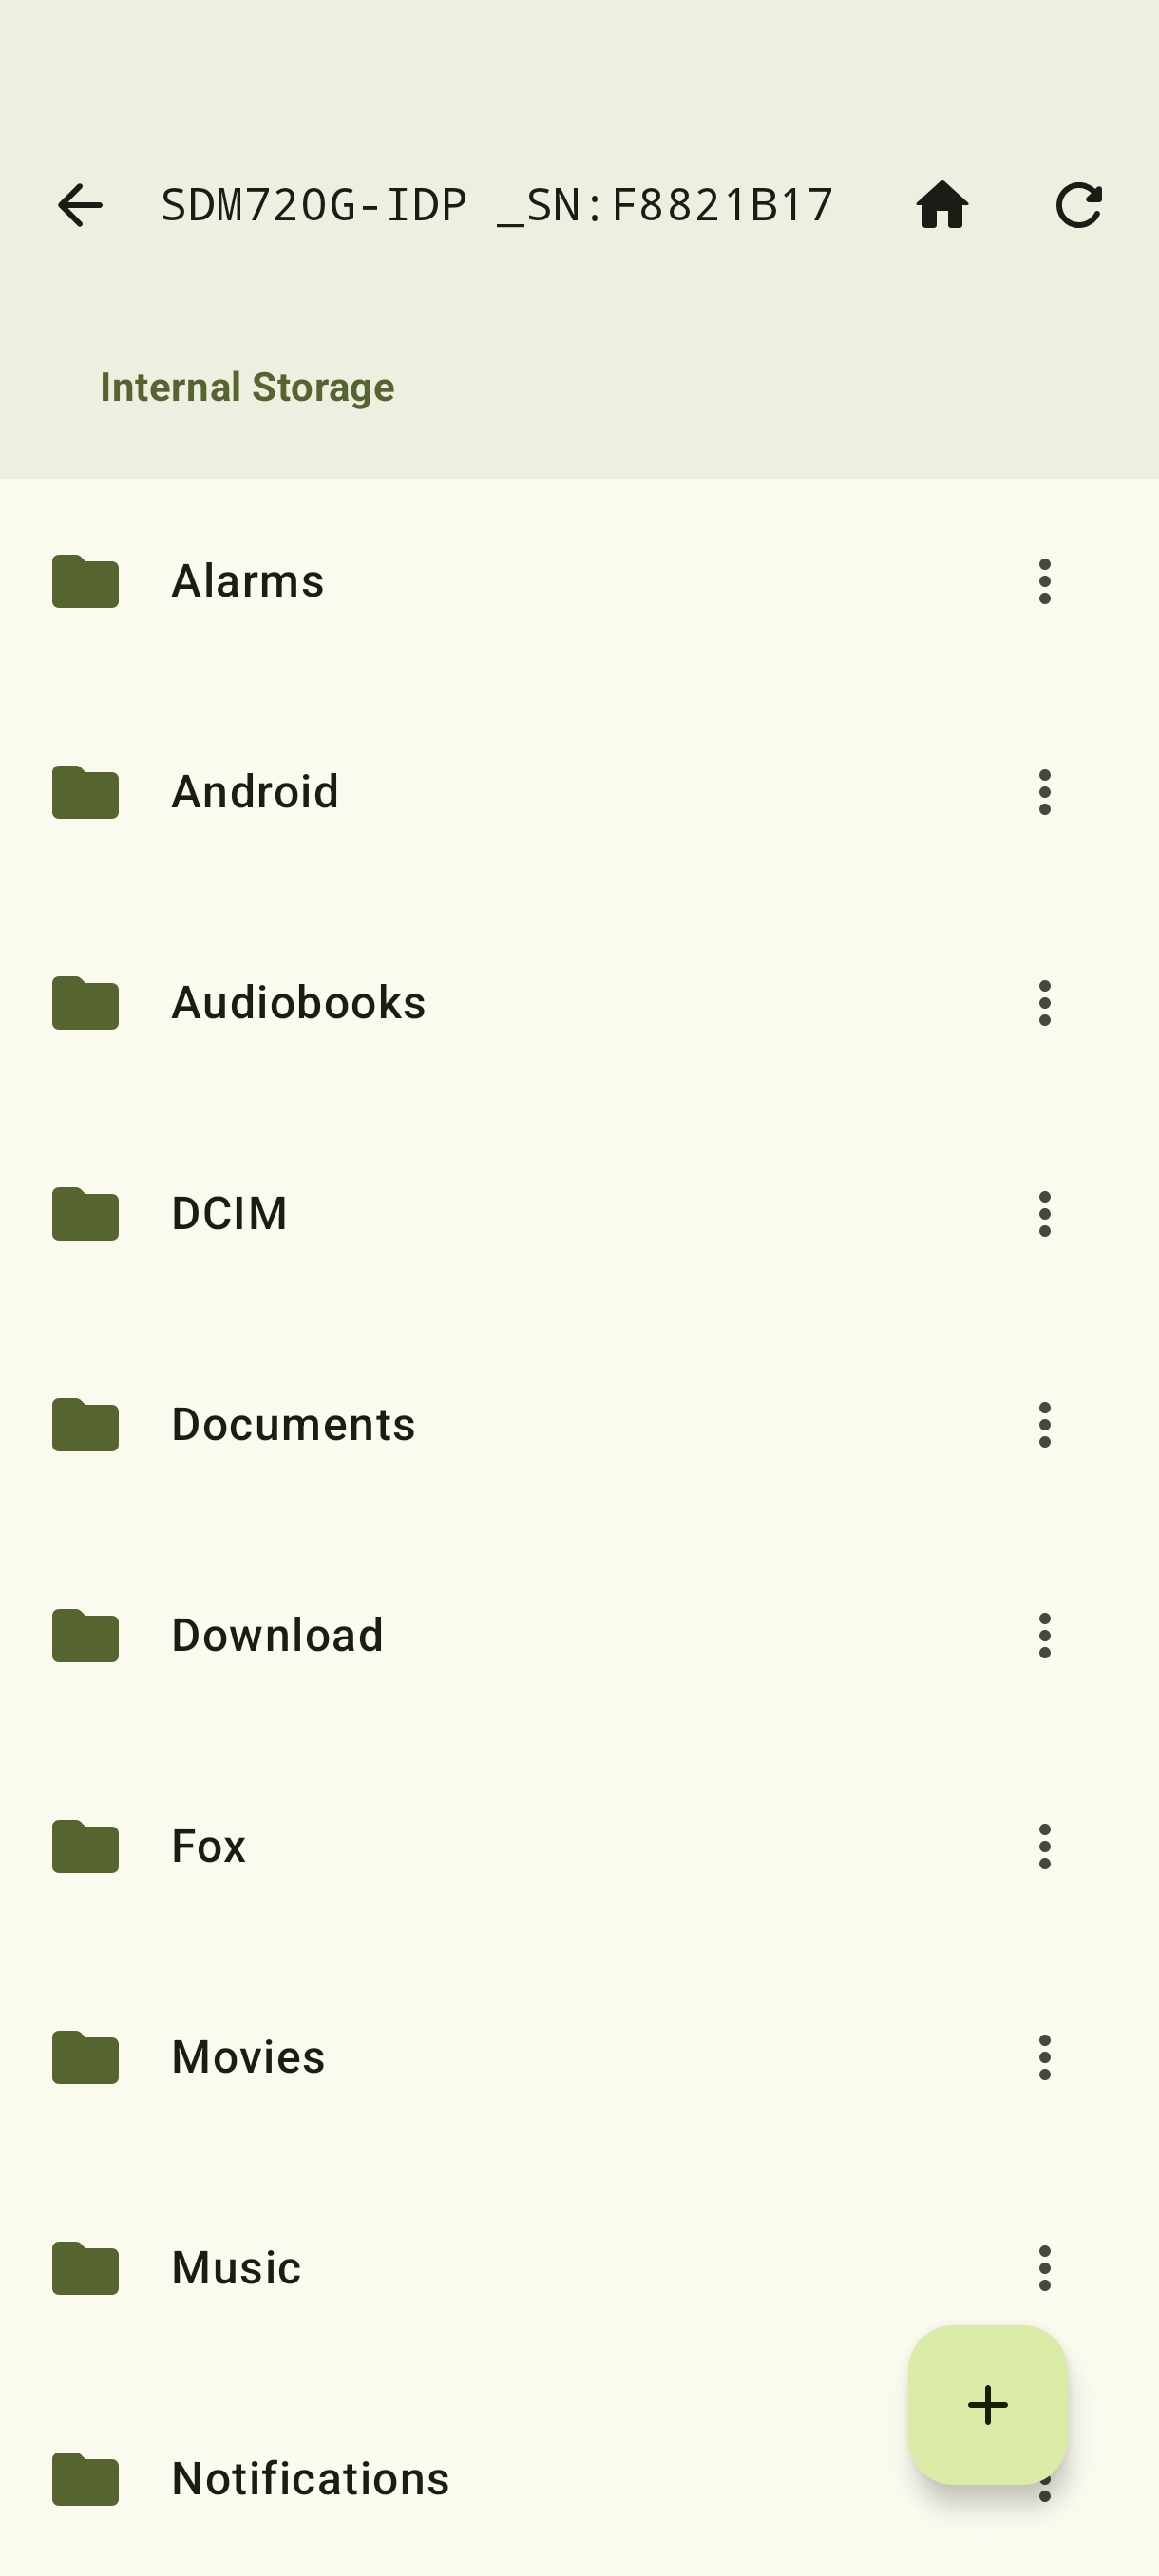 SDM720G-IDP _SN:F8821B17
Internal Storage
Alarms
Android
Audiobooks
DCIM
Documents
Download
Fox
Movies
Music
Notifications